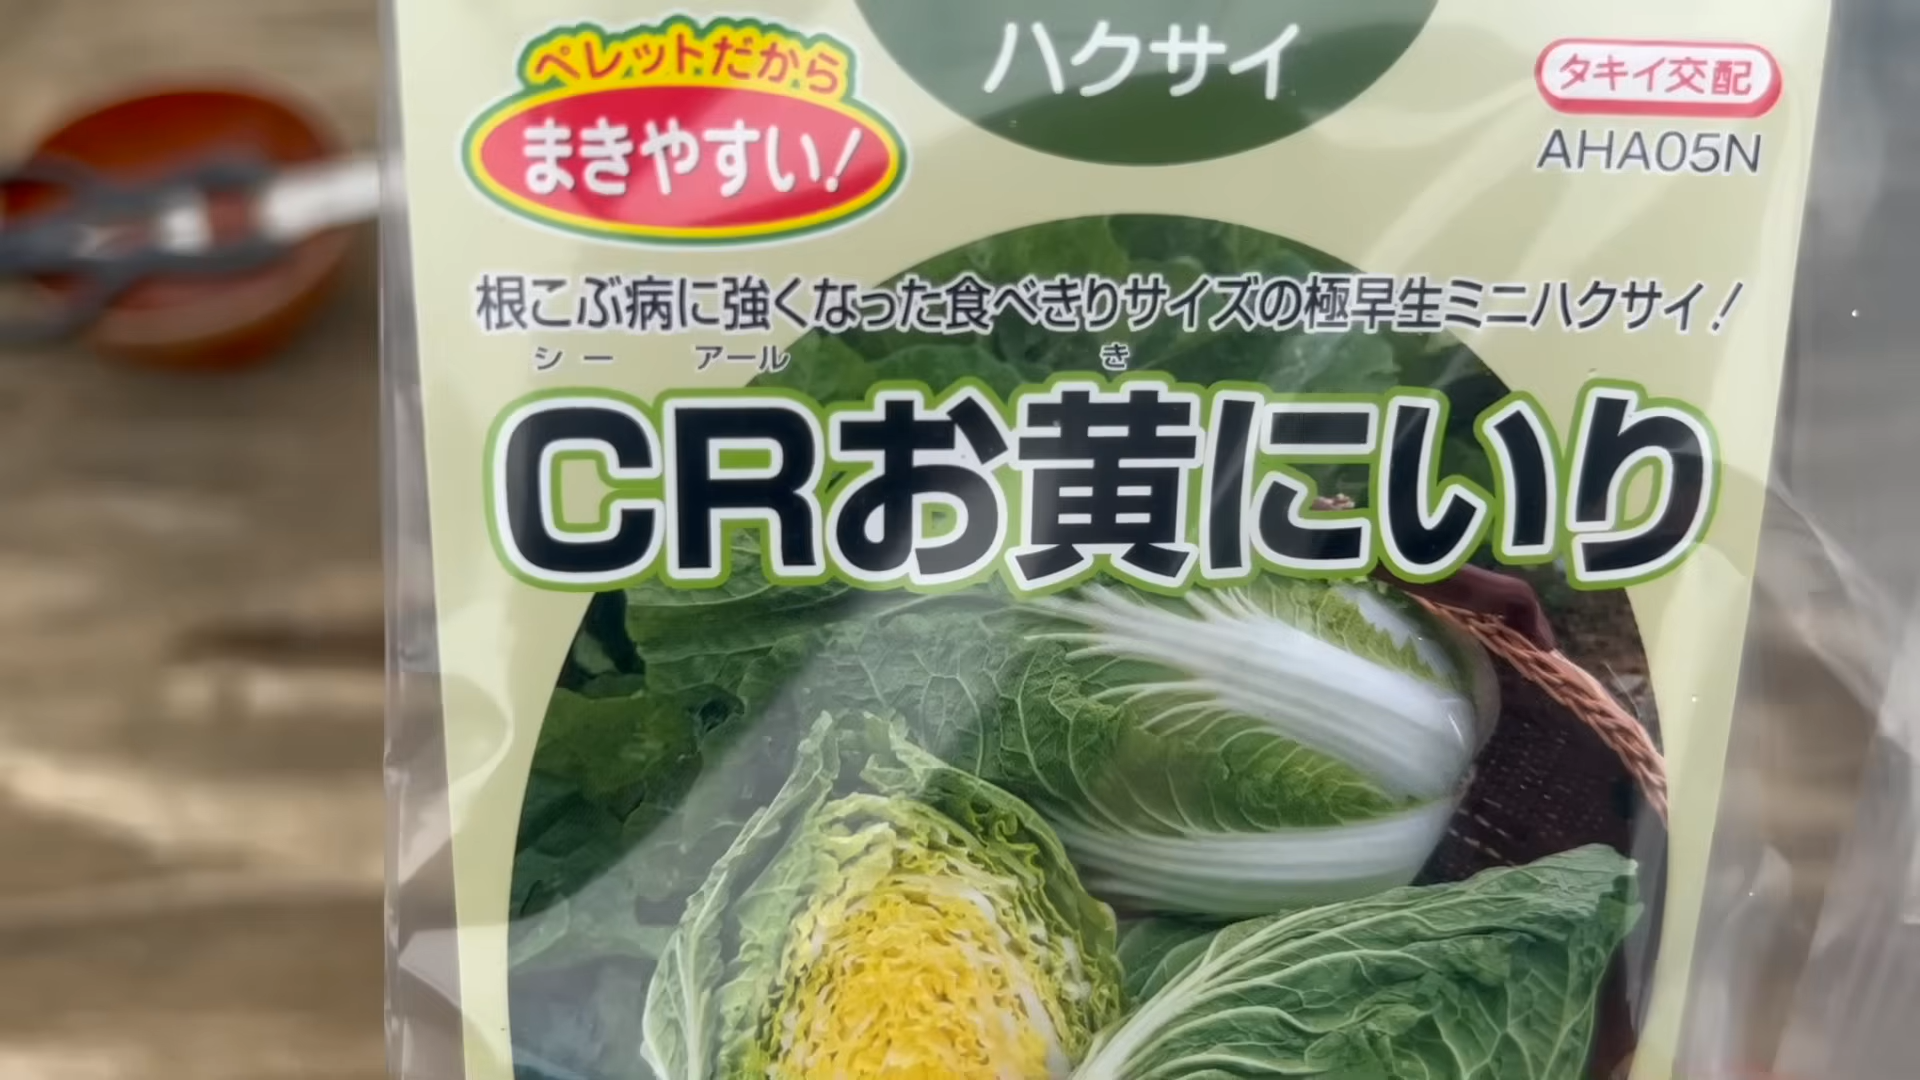 ハクサイ
ペレットだから
まきやすい!
タキイ交配
AHA05N
根こぶ病に強くなった食べきりサイズの極早生ミニハクサイ!
シー アール き
CRお黄にいり